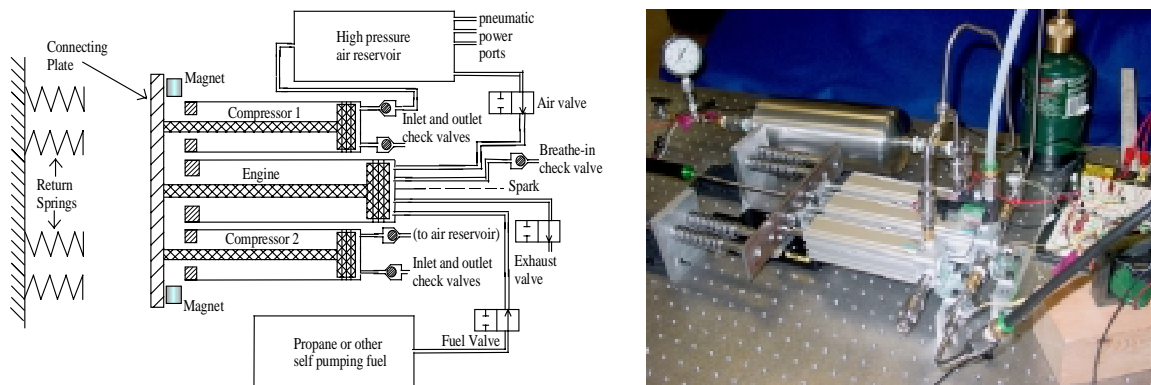 Connecting
Plate
Magnet
Compressor 1
Engine
Compressor 2
Magnet
Return
Springs
High pressure
air reservoir
pneumatic
power
ports
Air valve
Inlet and outlet
check valves
Breathe-in
check valve
Spark
(to air reservoir)
Exhaust
valve
Inlet and outlet
check valves
Fuel Valve
Propane or other
self pumping fuel